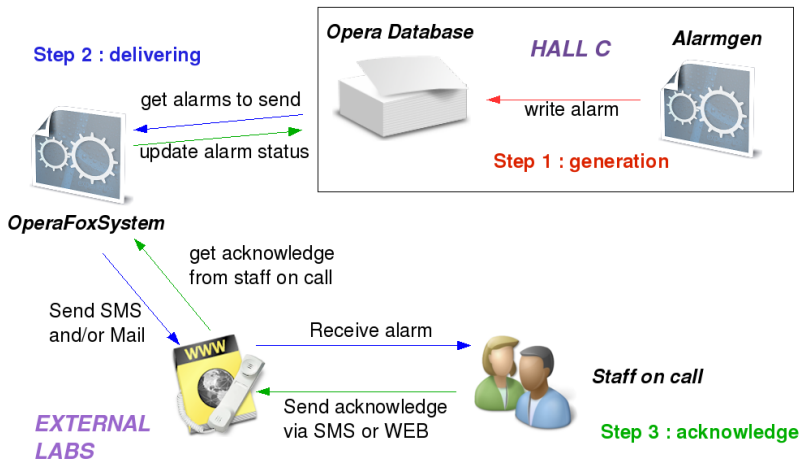 Opera Database
HALL C
Alarmgen
Step 2 : delivering
get alarms to send
write alarm
update alarm status
Step 1 : generation
OperaFoxSystem
get acknowledge
from staff on call
Send SMS
and/or Mail
Receive alarm
WWW
Staff on call
Send acknowledge
via SMS or WEB
EXTERNAL
LABS
Step 3 : acknowledge